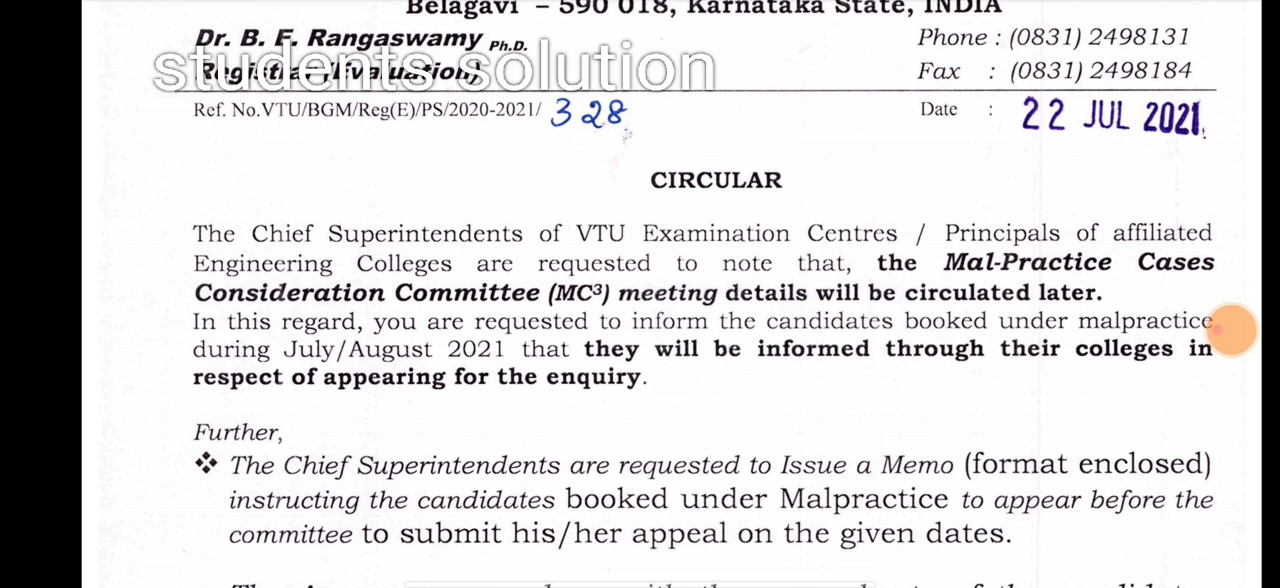 Belagavi – 590 018, Karnataka State, INDIA
Dr. B. E. Rangaswamy Ph.D.
Phone : (0831) 2498131
students solution
Registrar (Evaluation)
Fax : (0831) 2498184
Ref. No.VTU/BGM/Reg(E)/PS/2020-2021/ 328
Date : 22 JUL 2021
CIRCULAR
The Chief Superintendents of VTU Examination Centres / Principals of affiliated
Engineering Colleges are requested to note that, the Mal-Practice Cases
Consideration Committee (MC³) meeting details will be circulated later.
In this regard, you are requested to inform the candidates booked under malpractice
during July/August 2021 that they will be informed through their colleges in
respect of appearing for the enquiry.
Further,
❖ The Chief Superintendents are requested to Issue a Memo (format enclosed)
instructing the candidates booked under Malpractice to appear before the
committee to submit his/her appeal on the given dates.